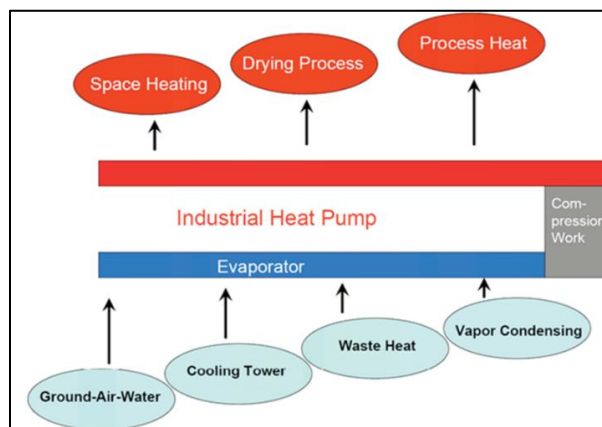 Process Heat
Drying Process
Space Heating
Industrial Heat Pump
Com-
pression
Work
Evaporator
Vapor Condensing
Waste Heat
Cooling Tower
Ground-Air-Water